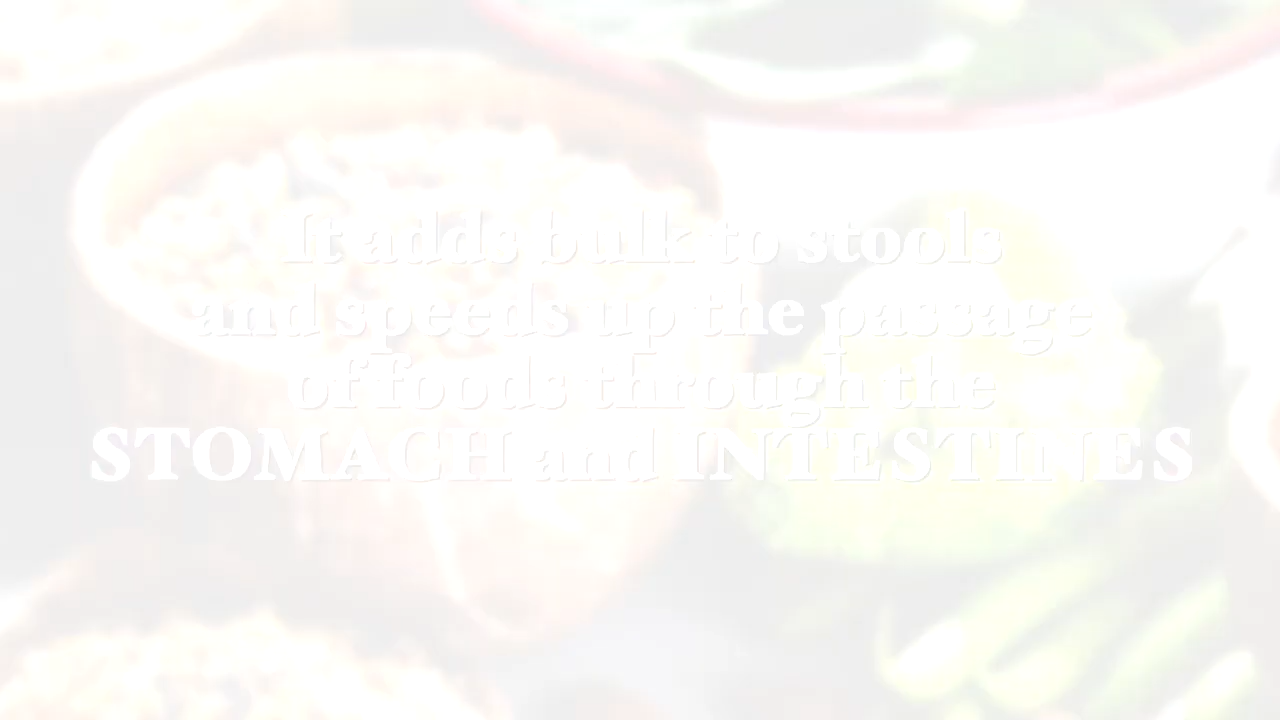 It adds bulk to stools
and speeds up the passage
of foods through the
STOMACH and INTESTINES